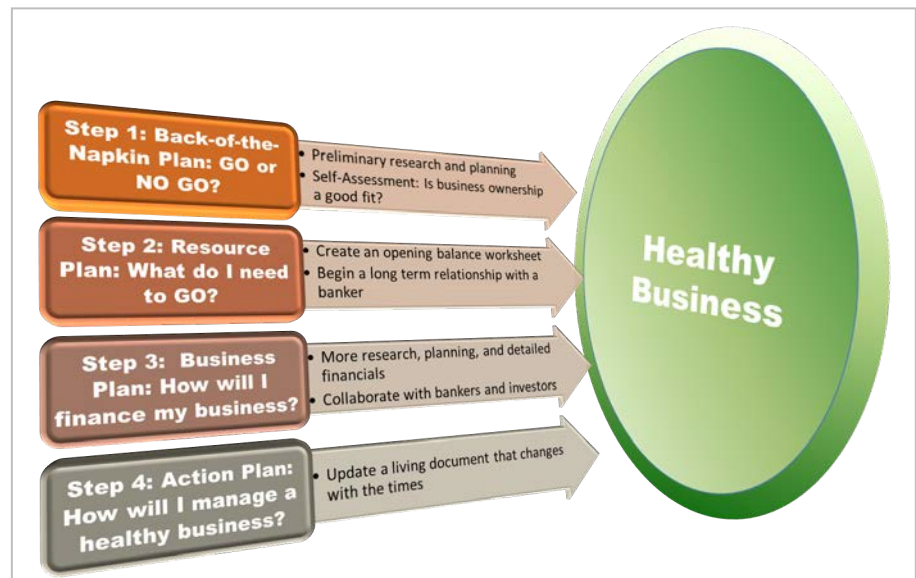 Step 1: Back-of-the-
Napkin Plan: GO or
NO GO?
• Preliminary research and planning
• Self-Assessment: Is business ownership
a good fit?
Step 2: Resource
Plan: What do I need
to GO?
• Create an opening balance worksheet
• Begin a long term relationship with a
banker
Step 3: Business
Plan: How will I
finance my business?
• More research, planning, and detailed
financials
• Collaborate with bankers and investors
Step 4: Action Plan:
How will I manage a
healthy business?
• Update a living document that changes
with the times
Healthy
Business